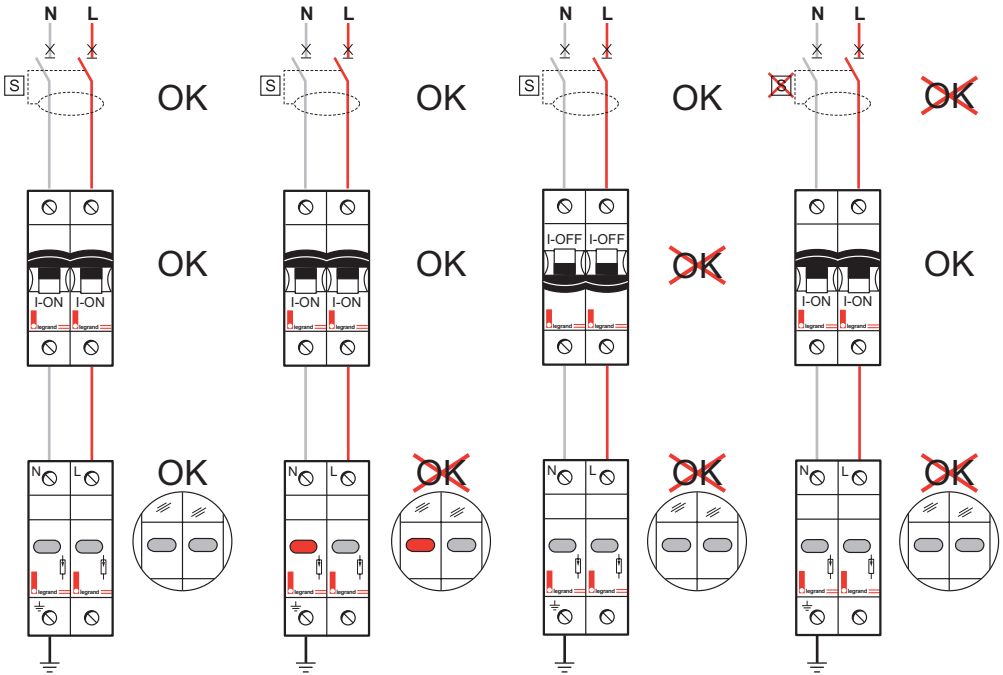 N L N L N L N L
S S S S
OK OK OK OK
I-OFF I-OFF
OK OK OK OK
I-ON I-ON I-ON I-ON I-ON I-ON
legrand legrand legrand legrand legrand legrand legrand legrand
OK OK OK OK
N L N L N L N L
legrand legrand legrand legrand legrand legrand legrand legrand